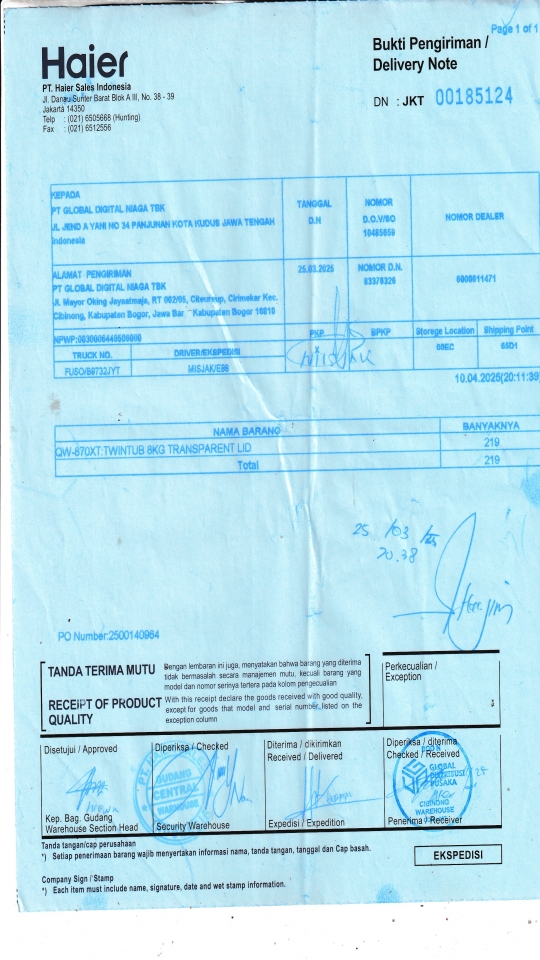 Page 1 of 1
Haier
PT. Haier Sales Indonesia
Jl. Danau Sunter Barat Blok A III, No. 38 - 39
Jakarta 14350
Telp : (021) 6505668 (Hunting)
Fax : (021) 6512556
Bukti Pengiriman /
Delivery Note
DN : JKT 00185124
KEPADA
PT GLOBAL DIGITAL NIAGA TBK
JL JEND A YANI NO 34 PANJUNAN KOTA KUDUS JAWA TENGAH
Indonesia
TANGGAL
D.N
NOMOR
D.O.V/SO
10485659
NOMOR DEALER
ALAMAT PENGIRIMAN
PT GLOBAL DIGITAL NIAGA TBK
Jl. Mayor Oking Jayaatmaja, RT 002/05, Citeureup, Cirimekar Kec.
Cibinong, Kabupaten Bogor, Jawa Bar Kabupaten Bogor 16810
25.03.2025
NOMOR D.N.
83376326
NPWP:0030006440506000
PKP BPKP
Storege Location
Shipping Point
TRUCK NO.
DRIVER/EKSPEDISI
60EC
65D1
FUSO/B9732JYT
MISJAK/E86
10.04.2025(20:11:39
NAMA BARANG
BANYAKNYA
QW-870XT:TWINTUB 8KG TRANSPARENT LID
219
Total
219
25 /03 /25
20.38
PO Number:2500140964
TANDA TERIMA MUTU
Dengan lembaran ini juga, menyatakan bahwa barang yang diterima
tidak bermasalah secara manajemen mutu, kecuali barang yang
model dan nomor serinya tertera pada kolom pengecualian
RECEIPT OF PRODUCT
QUALITY
With this receipt declare the goods received with good quality,
except for goods that model and serial number, listed on the
exception column
Perkecualian /
Exception
Disetujui / Approved
Diperiksa / Checked
Diterima / dikirimkan
Received / Delivered
Diperiksa / diterima
Checked / Received
GUDANG
CENTRAL
WAREHOUSE
GLOBAL
DISTRIBUSI
PUSAKA
CIBINONG
WAREHOUSE
Kep. Bag. Gudang
Warehouse Section Head
Security Warehouse
Expedisi / Expedition
Penerima / Receiver
Tanda tangan/cap perusahaan
*) Setiap penerimaan barang wajib menyertakan informasi nama, tanda tangan, tanggal dan Cap basah.
EKSPEDISI
Company Sign / Stamp
*) Each item must include name, signature, date and wet stamp information.